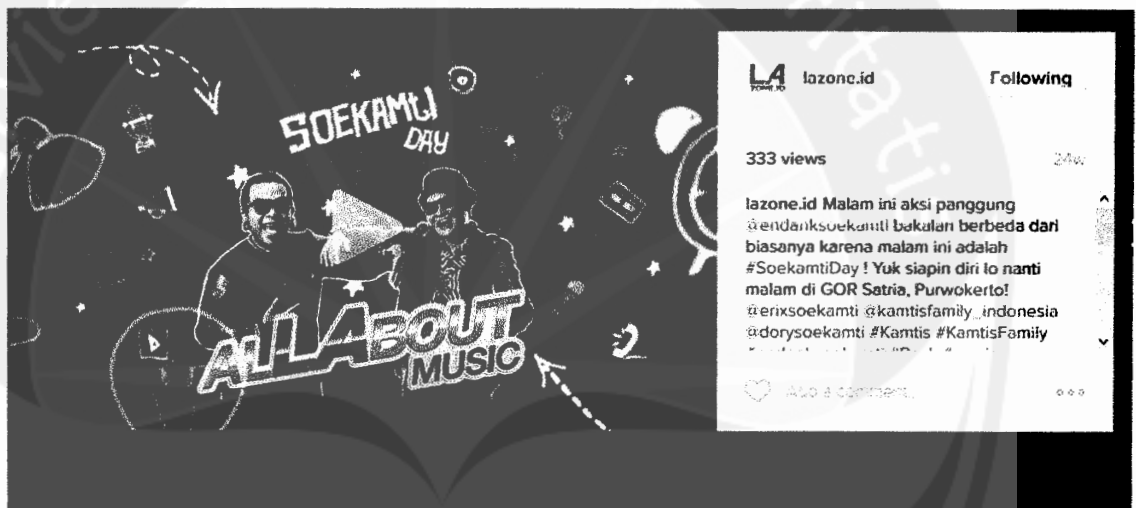 SOEKAMtI
DAY
ALL ABOUT
MUSIC
LA
ZONE.ID
lazone.id
Following
333 views
24w
lazone.id Malam ini aksi panggung
@endanksoekamti bakalan berbeda dari
biasanya karena malam ini adalah
#SoekamtiDay ! Yuk siapin diri lo nanti
malam di GOR Satria, Purwokerto!
@erixsoekamti @kamtisfamily_indonesia
@dorysoekamti #Kamtis #KamtisFamily
Add a comment...